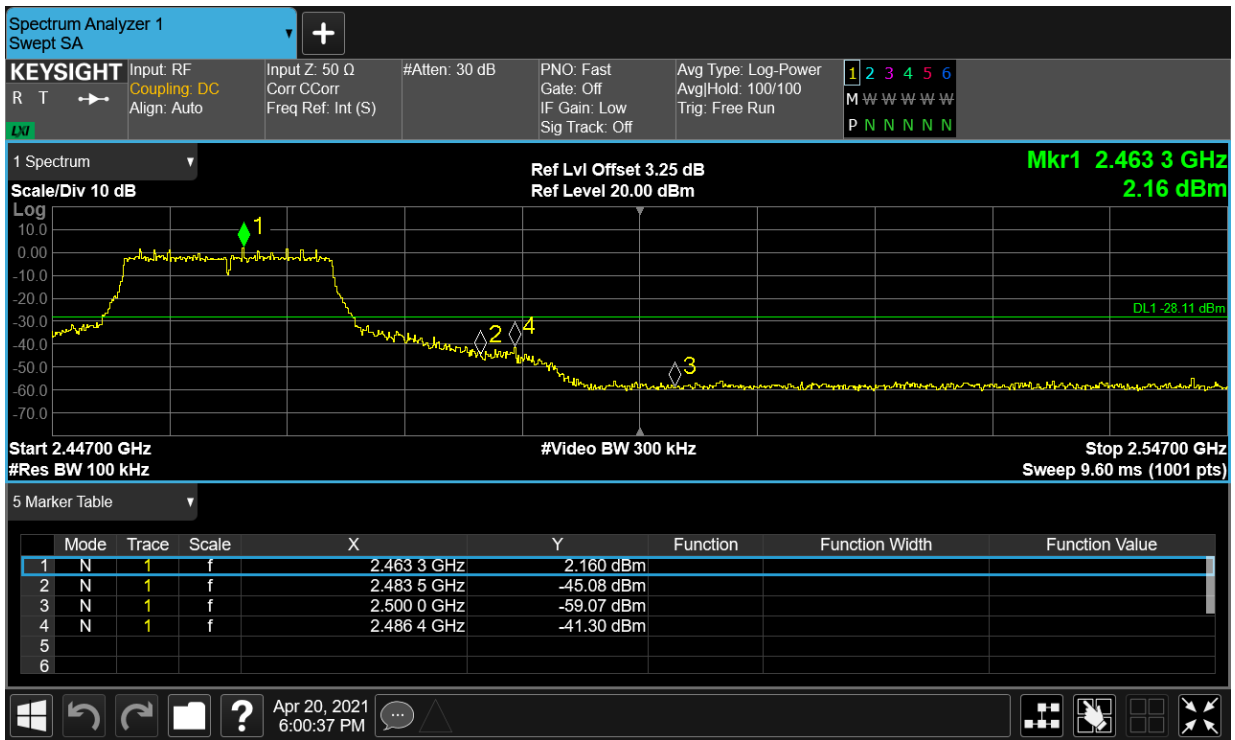 Spectrum Analyzer 1
Swept SA
KEYSIGHT Input: RF Input Z: 50 Ω #Atten: 30 dB PNO: Fast Avg Type: Log-Power 1 2 3 4 5 6
R T Coupling: DC Corr CCorr Gate: Off Avg|Hold: 100/100 M W W W W W
Align: Auto Freq Ref: Int (S) IF Gain: Low Trig: Free Run
LXI Sig Track: Off P N N N N N
1 Spectrum Ref Lvl Offset 3.25 dB Mkr1 2.463 3 GHz
Scale/Div 10 dB Ref Level 20.00 dBm 2.16 dBm
Log
10.0 1
0.00
-10.0
-20.0
DL1 -28.11 dBm
-30.0
2 4
-40.0
-50.0 3
-60.0
-70.0
Start 2.44700 GHz #Video BW 300 kHz Stop 2.54700 GHz
#Res BW 100 kHz Sweep 9.60 ms (1001 pts)
5 Marker Table
Mode Trace Scale X Y Function Function Width Function Value
1 N 1 f 2.463 3 GHz 2.160 dBm
2 N 1 f 2.483 5 GHz -45.08 dBm
3 N 1 f 2.500 0 GHz -59.07 dBm
4 N 1 f 2.486 4 GHz -41.30 dBm
5
6
? Apr 20, 2021
6:00:37 PM